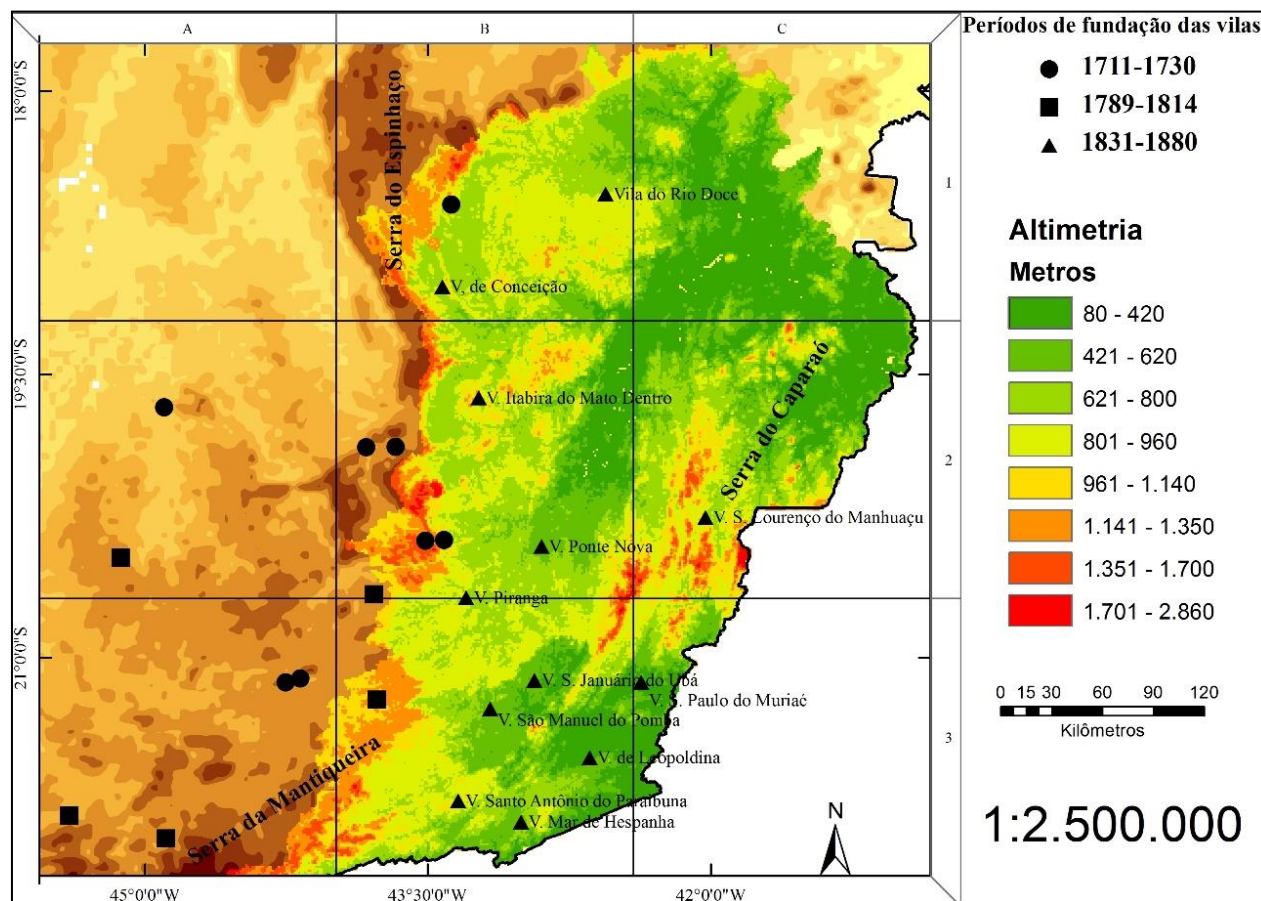 A
B
C
Períodos de fundação das vilas
1711-1730
1789-1814
1831-1880
18°0'0"S
19°30'0"S
21°0'0"S
Serra do Espinhaço
Vila do Rio Doce
V, de Conceição
1
V. Itabira do Mato Dentro
Serra do Caparaó
2
V. S. Lourenço do Manhuaçu
V. Ponte Nova
V. Piranga
V. S. Januário do Ubá
V. S. Paulo do Muriaé
V. São Manuel do Pomba
3
V. de Leopoldina
Serra da Mantiqueira
V. Santo Antônio do Paraibuna
V. Mar de Hespanha
N
45°0'0"W
43°30'0"W
42°0'0"W
Altimetria
Metros
80 - 420
421 - 620
621 - 800
801 - 960
961 - 1.140
1.141 - 1.350
1.351 - 1.700
1.701 - 2.860
0 15 30 60 90 120
Kilômetros
1:2.500.000